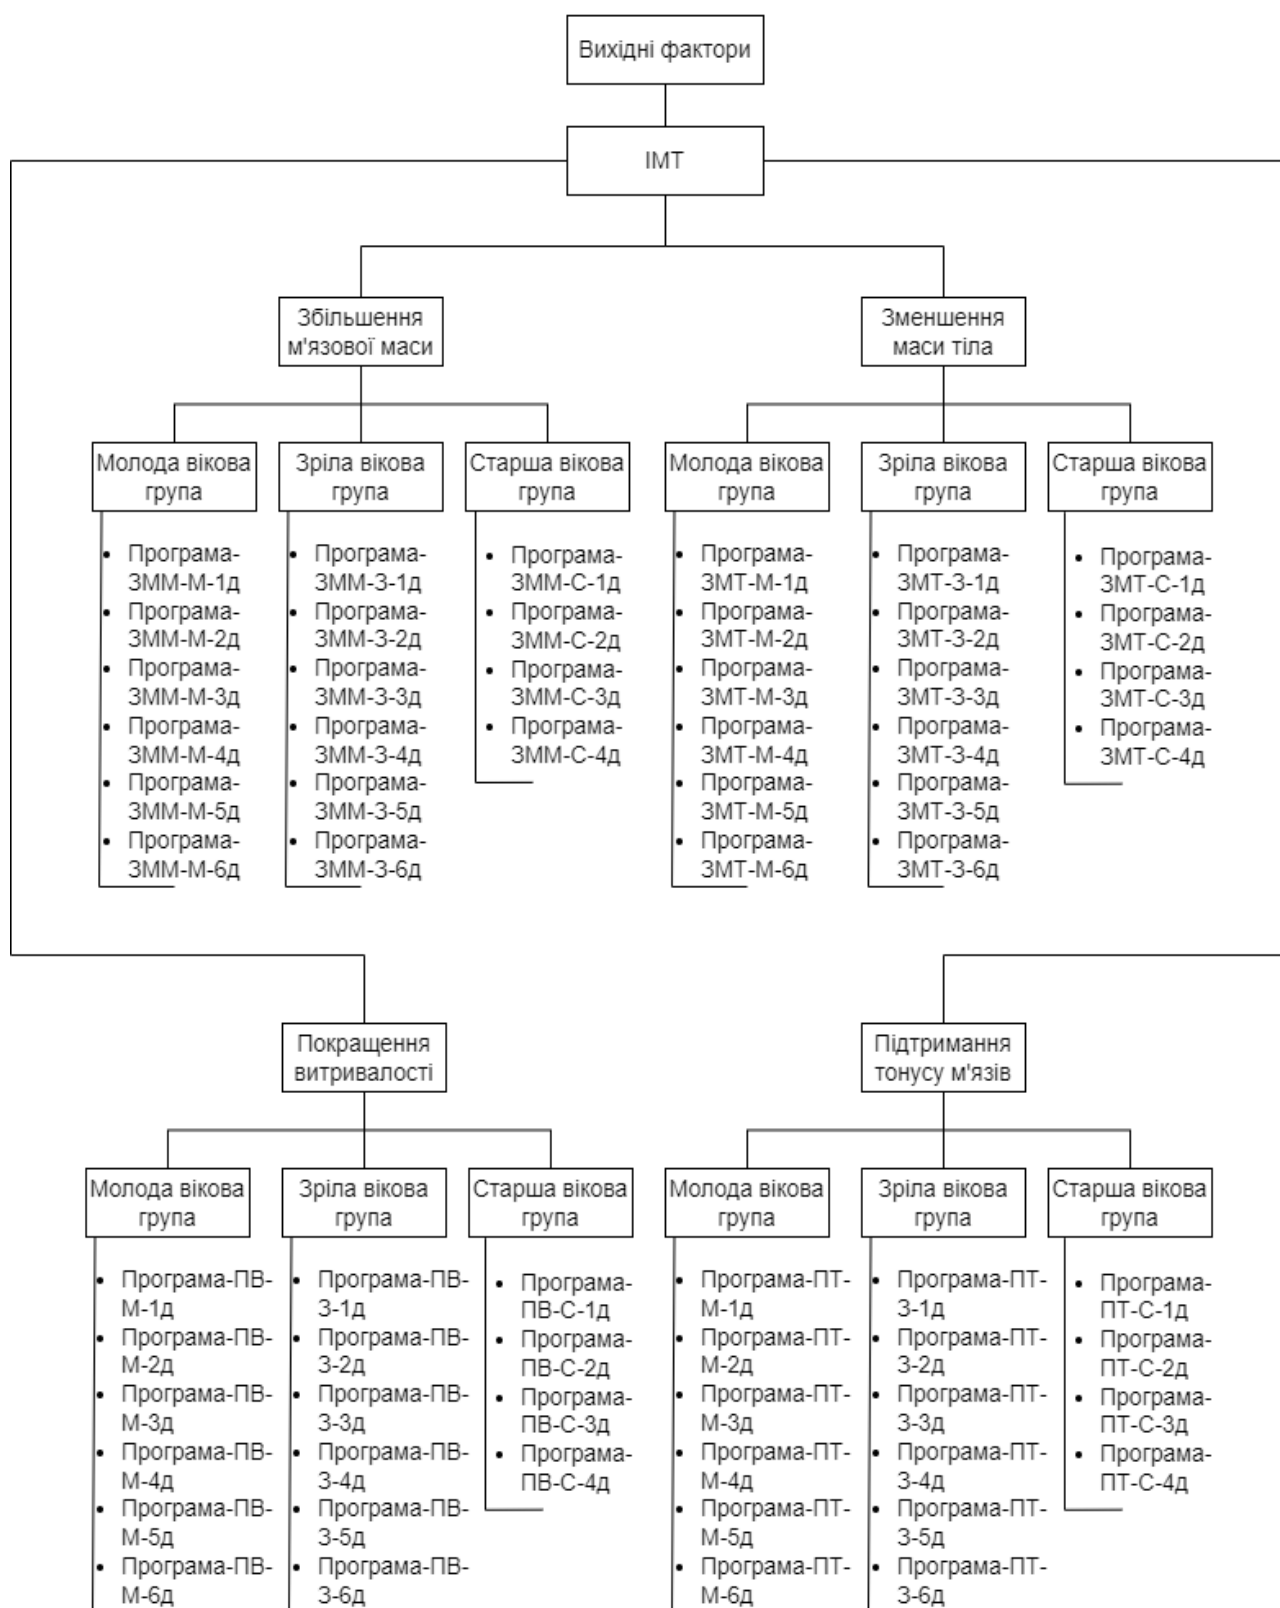 Вихідні фактори
ІМТ
Збільшення
м'язової маси
Зменшення
маси тіла
Молода вікова
група
Зріла вікова
група
Старша вікова
група
Молода вікова
група
Зріла вікова
група
Старша вікова
група
Програма-
ЗММ-М-1д
Програма-
ЗММ-М-2д
Програма-
ЗММ-М-3д
Програма-
ЗММ-М-4д
Програма-
ЗММ-М-5д
Програма-
ЗММ-М-6д
Програма-
ЗММ-З-1д
Програма-
ЗММ-З-2д
Програма-
ЗММ-З-3д
Програма-
ЗММ-З-4д
Програма-
ЗММ-З-5д
Програма-
ЗММ-З-6д
Програма-
ЗММ-С-1д
Програма-
ЗММ-С-2д
Програма-
ЗММ-С-3д
Програма-
ЗММ-С-4д
Програма-
ЗМТ-М-1д
Програма-
ЗМТ-М-2д
Програма-
ЗМТ-М-3д
Програма-
ЗМТ-М-4д
Програма-
ЗМТ-М-5д
Програма-
ЗМТ-М-6д
Програма-
ЗМТ-З-1д
Програма-
ЗМТ-З-2д
Програма-
ЗМТ-З-3д
Програма-
ЗМТ-З-4д
Програма-
ЗМТ-З-5д
Програма-
ЗМТ-З-6д
Програма-
ЗМТ-С-1д
Програма-
ЗМТ-С-2д
Програма-
ЗМТ-С-3д
Програма-
ЗМТ-С-4д
Покращення
витривалості
Підтримання
тонусу м'язів
Молода вікова
група
Зріла вікова
група
Старша вікова
група
Молода вікова
група
Зріла вікова
група
Старша вікова
група
Програма-ПВ-
М-1д
Програма-ПВ-
М-2д
Програма-ПВ-
М-3д
Програма-ПВ-
М-4д
Програма-ПВ-
М-5д
Програма-ПВ-
М-6д
Програма-ПВ-
З-1д
Програма-ПВ-
З-2д
Програма-ПВ-
З-3д
Програма-ПВ-
З-4д
Програма-ПВ-
З-5д
Програма-ПВ-
З-6д
Програма-
ПВ-С-1д
Програма-
ПВ-С-2д
Програма-
ПВ-С-3д
Програма-
ПВ-С-4д
Програма-ПТ-
М-1д
Програма-ПТ-
М-2д
Програма-ПТ-
М-3д
Програма-ПТ-
М-4д
Програма-ПТ-
М-5д
Програма-ПТ-
М-6д
Програма-ПТ-
З-1д
Програма-ПТ-
З-2д
Програма-ПТ-
З-3д
Програма-ПТ-
З-4д
Програма-ПТ-
З-5д
Програма-ПТ-
З-6д
Програма-
ПТ-С-1д
Програма-
ПТ-С-2д
Програма-
ПТ-С-3д
Програма-
ПТ-С-4д